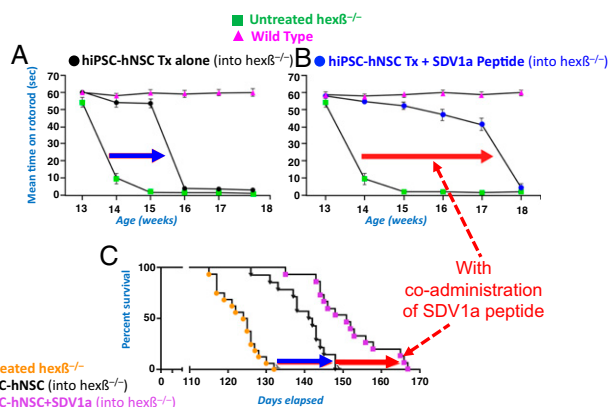 Untreated hexß⁻/⁻
Wild Type
A
hiPSC-hNSC Tx alone (into hexß⁻/⁻)
B
hiPSC-hNSC Tx + SDV1a Peptide (into hexß⁻/⁻)
Mean time on rotorod (sec)
70
60
50
40
30
20
10
0
13 14 15 16 17 18
Age (weeks)
70
60
50
40
30
20
10
0
13 14 15 16 17 18
Age (weeks)
C
Percent survival
100
50
0
0 110 120 130 140 150 160 170
Days elapsed
With
co-administration
of SDV1a peptide
eated hexß⁻/⁻
C-hNSC (into hexß⁻/⁻)
C-hNSC+SDV1a (into hexß⁻/⁻)